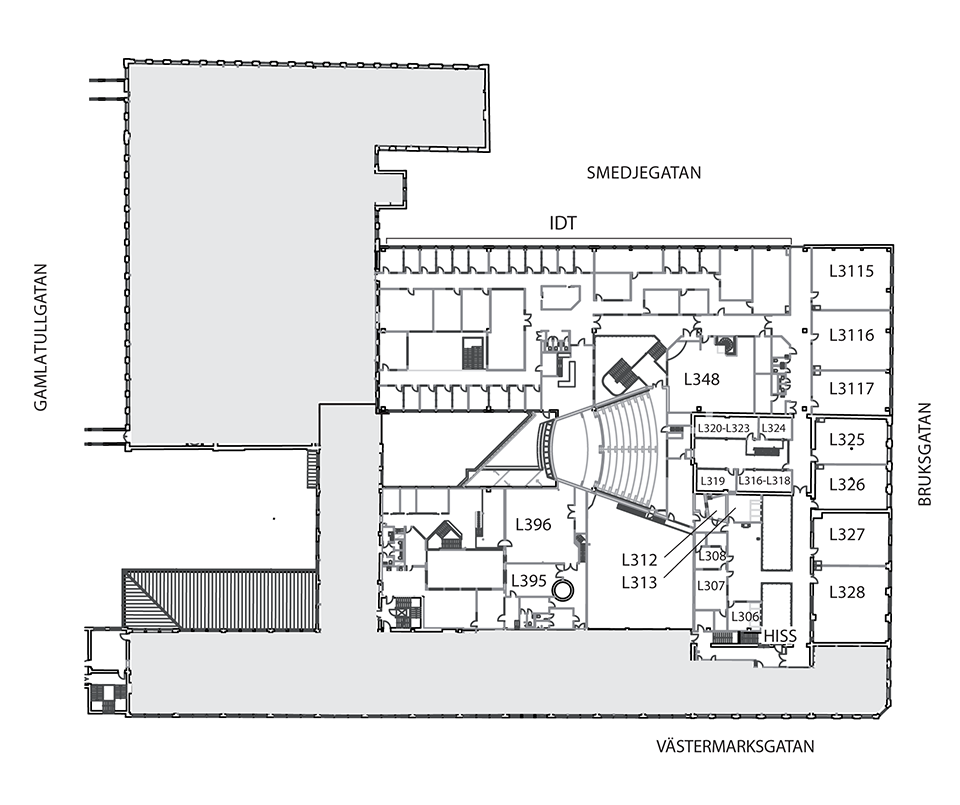 SMEDJEGATAN
IDT
GAMLATULLGATAN
L3115
L3116
L348
L3117
L320-L323
L324
L325
BRUKSGATAN
L319
L316-L318
L326
L396
L327
L312
L308
L313
L395
L307
L328
L306
HISS
VÄSTERMARKSGATAN